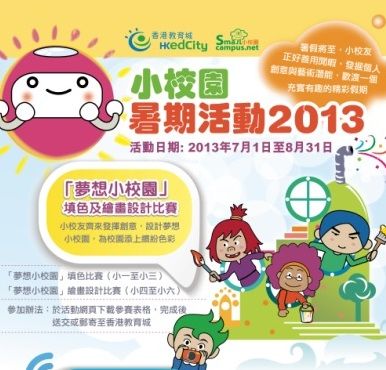 香港教育城
HKedCity
Small小校園
campus.net
暑假將至，小校友
正好善用閒暇，發掘個人
創意與藝術潛能，歡渡一個
充實有趣的精彩假期
小校園
暑期活動2013
活動日期: 2013年7月1日至8月31日
「夢想小校園」
填色及繪畫設計比賽
小校友齊來發揮創意，設計夢想
小校園，為校園添上繽紛色彩
「夢想小校園」填色比賽（小一至小三）
「夢想小校園」繪畫設計比賽（小四至小六）
參加辦法：於活動網頁下載參賽表格，完成後
送交或郵寄至香港教育城